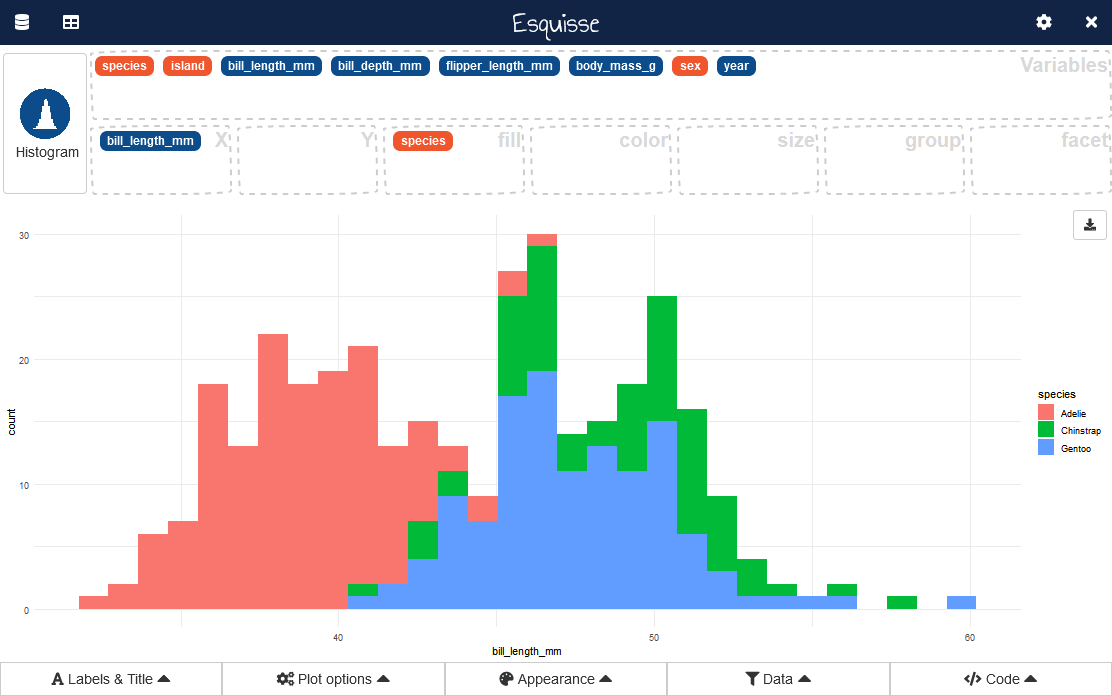 Esquisse
species island bill_length_mm bill_depth_mm flipper_length_mm body_mass_g sex year Variables
Histogram
bill_length_mm X Y species fill color size group facet
30
20
10
0
count
40 50 60
bill_length_mm
species
Adelie
Chinstrap
Gentoo
Labels & Title Plot options Appearance Data Code